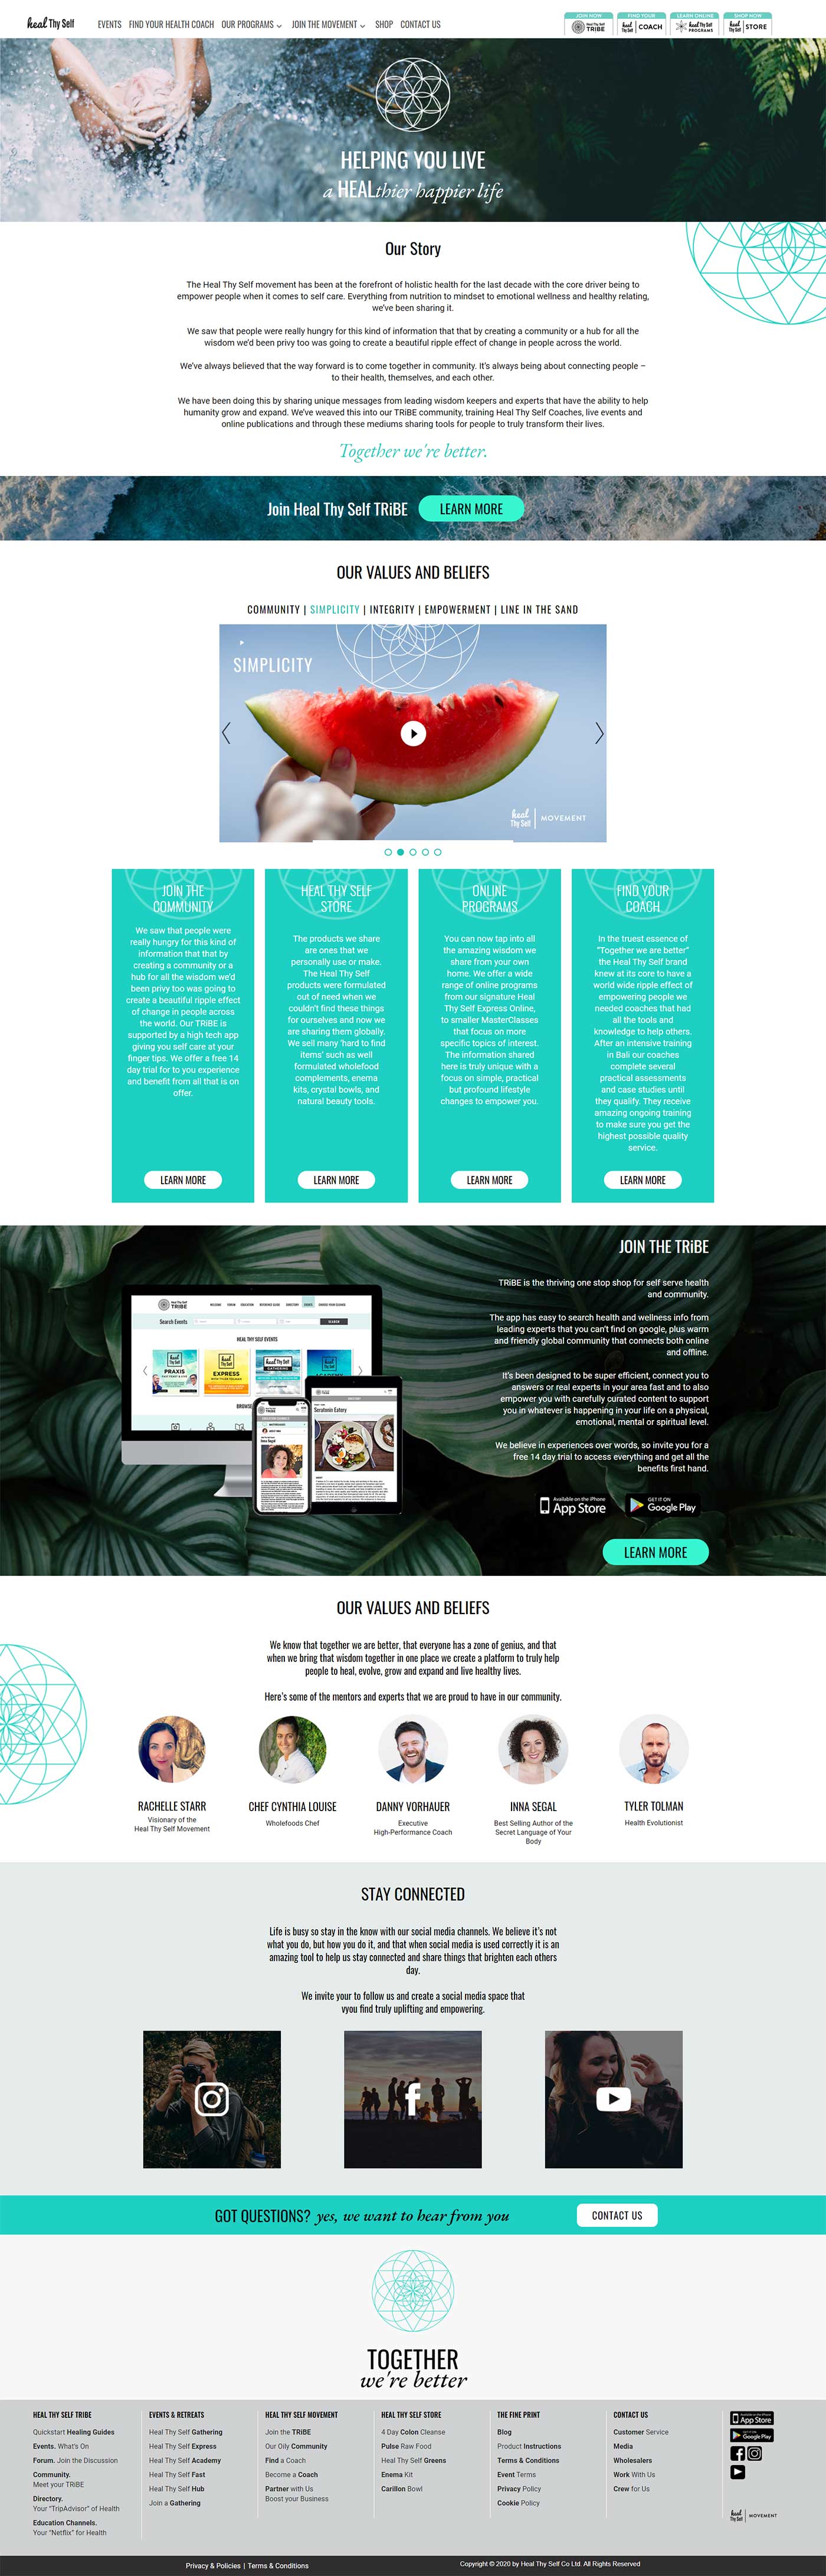 heal Thy Self
EVENTS FIND YOUR HEALTH COACH OUR PROGRAMS JOIN THE MOVEMENT SHOP CONTACT US
JOIN NOW FIND YOUR LEARN ONLINE SHOP NOW
TRIBE heal Thy Self COACH heal Thy Self PROGRAMS heal Thy Self STORE
HELPING YOU LIVE
a HEALthier happier life
Our Story
The Heal Thy Self movement has been at the forefront of holistic health for the last decade with the core driver being to
empower people when it comes to self care. Everything from nutrition to mindset to emotional wellness and healthy relating,
we've been sharing it.
We saw that people were really hungry for this kind of information that that by creating a community or a hub for all the
wisdom we'd been privy too was going to create a beautiful ripple effect of change in people across the world.
We've always believed that the way forward is to come together in community. It's always being about connecting people –
to their health, themselves, and each other.
We have been doing this by sharing unique messages from leading wisdom keepers and experts that have the ability to help
humanity grow and expand. We've weaved this into our TRiBE community, training Heal Thy Self Coaches, live events and
online publications and through these mediums sharing tools for people to truly transform their lives.
Together we're better.
Join Heal Thy Self TRiBE LEARN MORE
OUR VALUES AND BELIEFS
COMMUNITY | SIMPLICITY | INTEGRITY | EMPOWERMENT | LINE IN THE SAND
SIMPLICITY
heal Thy Self MOVEMENT
JOIN THE
COMMUNITY
We saw that people were
really hungry for this kind of
information that that by
creating a community or a
hub for all the wisdom we'd
been privy too was going to
create a beautiful ripple effect
of change in people across
the world. Our TRiBE is
supported by a high tech app
giving you self care at your
finger tips. We offer a free 14
day trial for to you experience
and benefit from all that is on
offer.
LEARN MORE
HEAL THY SELF
STORE
The products we share
are ones that we
personally use or make.
The Heal Thy Self
products were formulated
out of need when we
couldn't find these things
for ourselves and now we
are sharing them globally.
We sell many 'hard to find
items' such as well
formulated wholefood
complements, enema
kits, crystal bowls, and
natural beauty tools.
LEARN MORE
ONLINE
PROGRAMS
You can now tap into all
the amazing wisdom we
share from your own
home. We offer a wide
range of online programs
from our signature Heal
Thy Self Express Online,
to smaller MasterClasses
that focus on more
specific topics of interest.
The information shared
here is truly unique with a
focus on simple, practical
but profound lifestyle
changes to empower you.
LEARN MORE
FIND YOUR
COACH
In the truest essence of
"Together we are better"
the Heal Thy Self brand
knew at its core to have a
world wide ripple effect of
empowering people we
needed coaches that had
all the tools and
knowledge to help others.
After an intensive training
in Bali our coaches
complete several
practical assessments
and case studies until
they qualify. They receive
amazing ongoing training
to make sure you get the
highest possible quality
service.
LEARN MORE
TRIBE
Search Events
SEARCH
HEAL THY SELF EVENTS
PRAXIS
EXPRESS
GATHERING
Serotonin Eatery
JOIN THE TRiBE
TRiBE is the thriving one stop shop for self serve health
and community.
The app has easy to search health and wellness info from
leading experts that you can't find on google, plus warm
and friendly global community that connects both online
and offline.
It's been designed to be super efficient, connect you to
answers or real experts in your area fast and to also
empower you with carefully curated content to support
you in whatever is happening in your life on a physical,
emotional, mental or spiritual level.
We believe in experiences over words, so invite you for a
free 14 day trial to access everything and get all the
benefits first hand.
Available on the iPhone
App Store
GET IT ON
Google Play
LEARN MORE
OUR VALUES AND BELIEFS
We know that together we are better, that everyone has a zone of genius, and that
when we bring that wisdom together in one place we create a platform to truly help
people to heal, evolve, grow and expand and live healthy lives.
Here's some of the mentors and experts that we are proud to have in our community.
RACHELLE STARR
Visionary of the
Heal Thy Self Movement
CHEF CYNTHIA LOUISE
Wholefoods Chef
DANNY VORHAUER
Executive
High-Performance Coach
INNA SEGAL
Best Selling Author of the
Secret Language of Your
Body
TYLER TOLMAN
Health Evolutionist
STAY CONNECTED
Life is busy so stay in the know with our social media channels. We believe it's not
what you do, but how you do it, and that when social media is used correctly it is an
amazing tool to help us stay connected and share things that brighten each others
day.
We invite your to follow us and create a social media space that
vyou find truly uplifting and empowering.
GOT QUESTIONS? yes, we want to hear from you CONTACT US
TOGETHER
we're better
HEAL THY SELF TRIBE
Quickstart Healing Guides
Events. What's On
Forum. Join the Discussion
Community.
Meet your TRiBE
Directory.
Your "TripAdvisor" of Health
Education Channels.
Your "Netflix" for Health
EVENTS & RETREATS
Heal Thy Self Gathering
Heal Thy Self Express
Heal Thy Self Academy
Heal Thy Self Fast
Heal Thy Self Hub
Join a Gathering
HEAL THY SELF MOVEMENT
Join the TRiBE
Our Oily Community
Find a Coach
Become a Coach
Partner with Us
Boost your Business
HEAL THY SELF STORE
4 Day Colon Cleanse
Pulse Raw Food
Heal Thy Self Greens
Enema Kit
Carillon Bowl
THE FINE PRINT
Blog
Product Instructions
Terms & Conditions
Event Terms
Privacy Policy
Cookie Policy
CONTACT US
Customer Service
Media
Wholesalers
Work With Us
Crew for Us
App Store
Google Play
heal Thy Self MOVEMENT
Privacy & Policies | Terms & Conditions
Copyright © 2020 by Heal Thy Self Co Ltd. All Rights Reserved